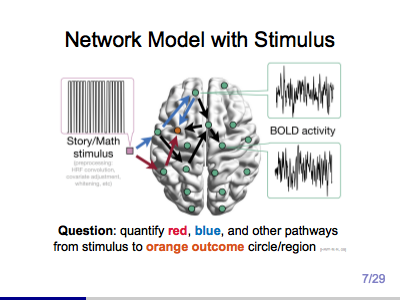 Network Model with Stimulus
Story/Math
stimulus
(preprocessing:
HRF convolution,
covariate adjustment,
whitening, etc)
BOLD activity
Question: quantify red, blue, and other pathways
from stimulus to orange outcome circle/region
7/29